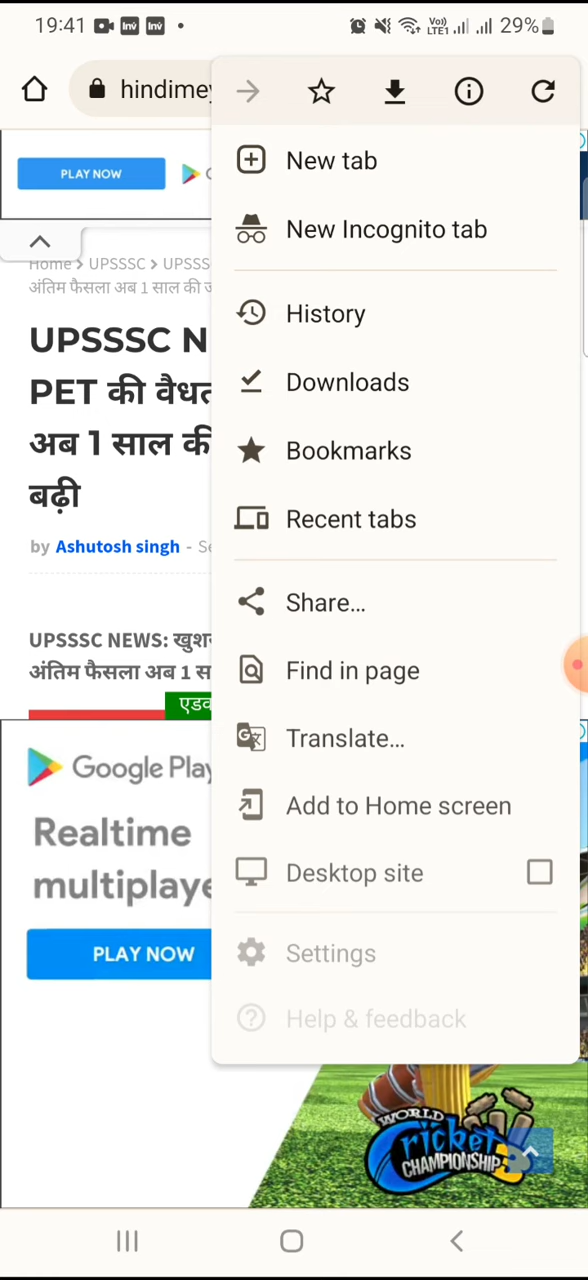 19:41
Vo)) LTE1
29%
hindime
PLAY NOW
New tab
New Incognito tab
History
Downloads
Bookmarks
Recent tabs
Share...
Find in page
Translate...
Add to Home screen
Desktop site
Settings
Help & feedback
Home > UPSSSC > UPSSS
अंतिम फैसला अब 1 साल की
UPSSSC N
PET की
अब 1 साल की
बढ़ी
by Ashutosh singh -
UPSSSC NEWS:
अंतिम फैसला अब 1
Google Play
Realtime
multiplaye
PLAY NOW
WORLD
cricket
CHAMPIONSHIP